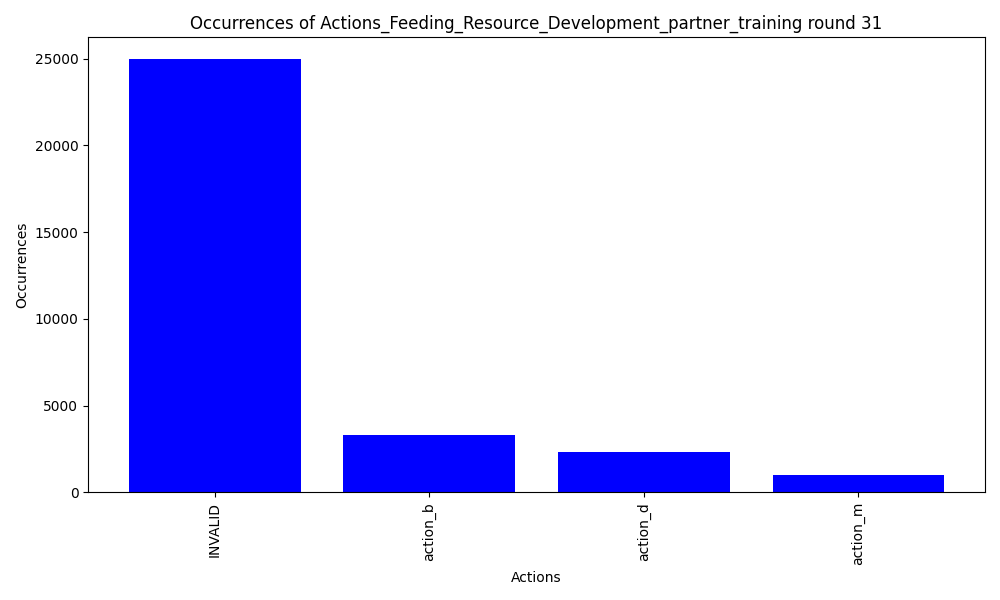 Occurrences of Actions_Feeding_Resource_Development_partner_training round 31
Occurrences
25000
20000
15000
10000
5000
0
INVALID
action_b
action_d
action_m
Actions